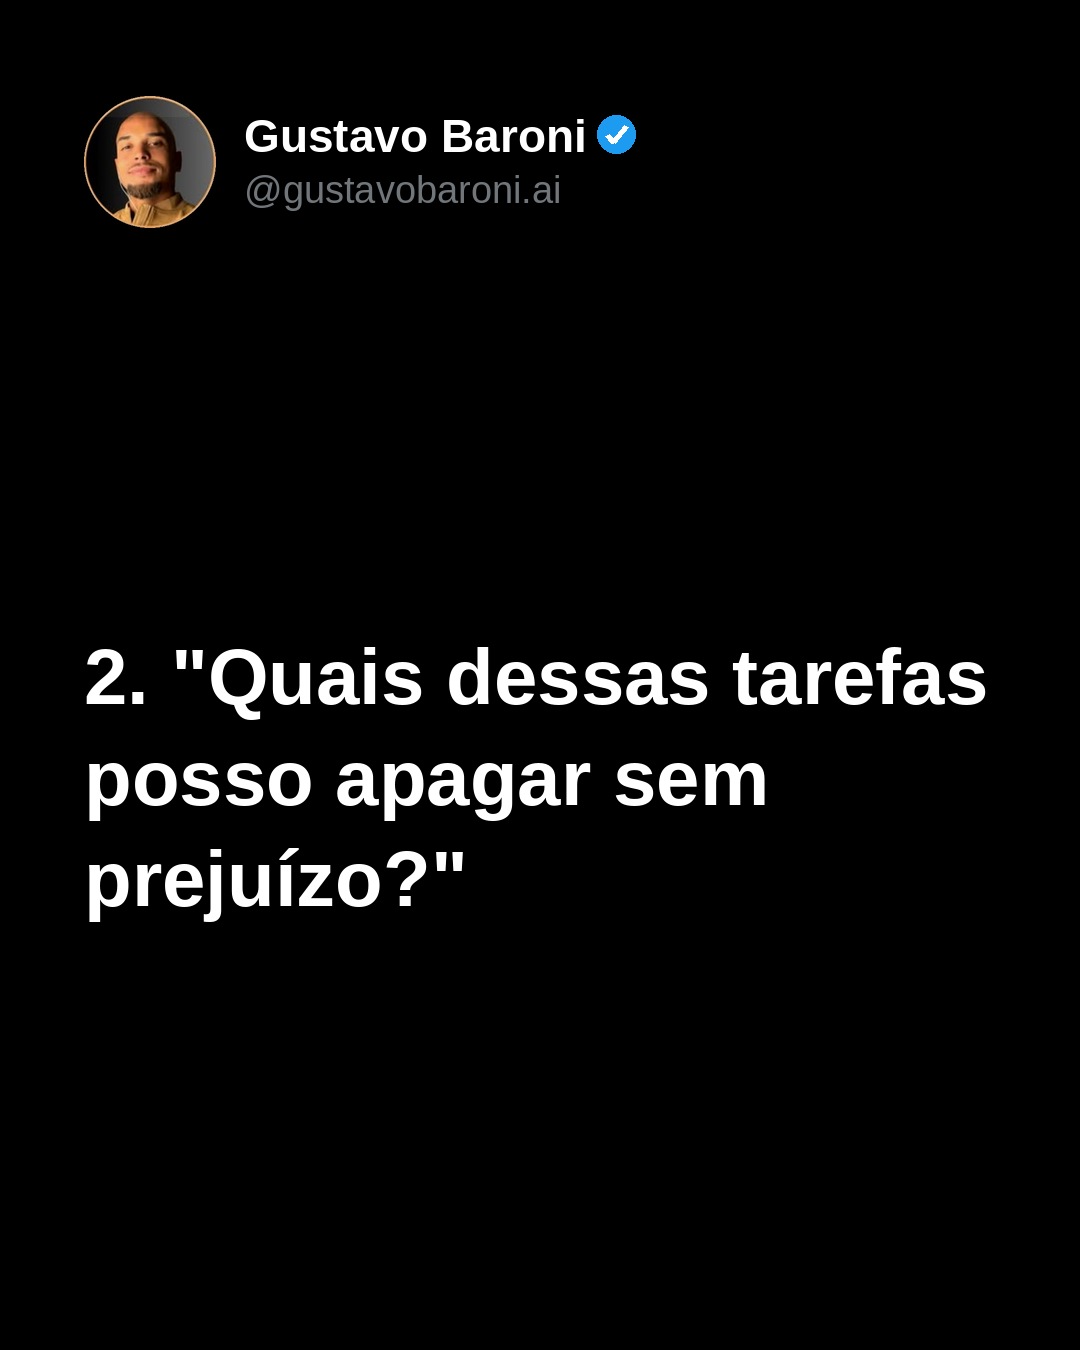 Gustavo Baroni
@gustavobaroni.ai
2. "Quais dessas tarefas
posso apagar sem
prejuízo?"